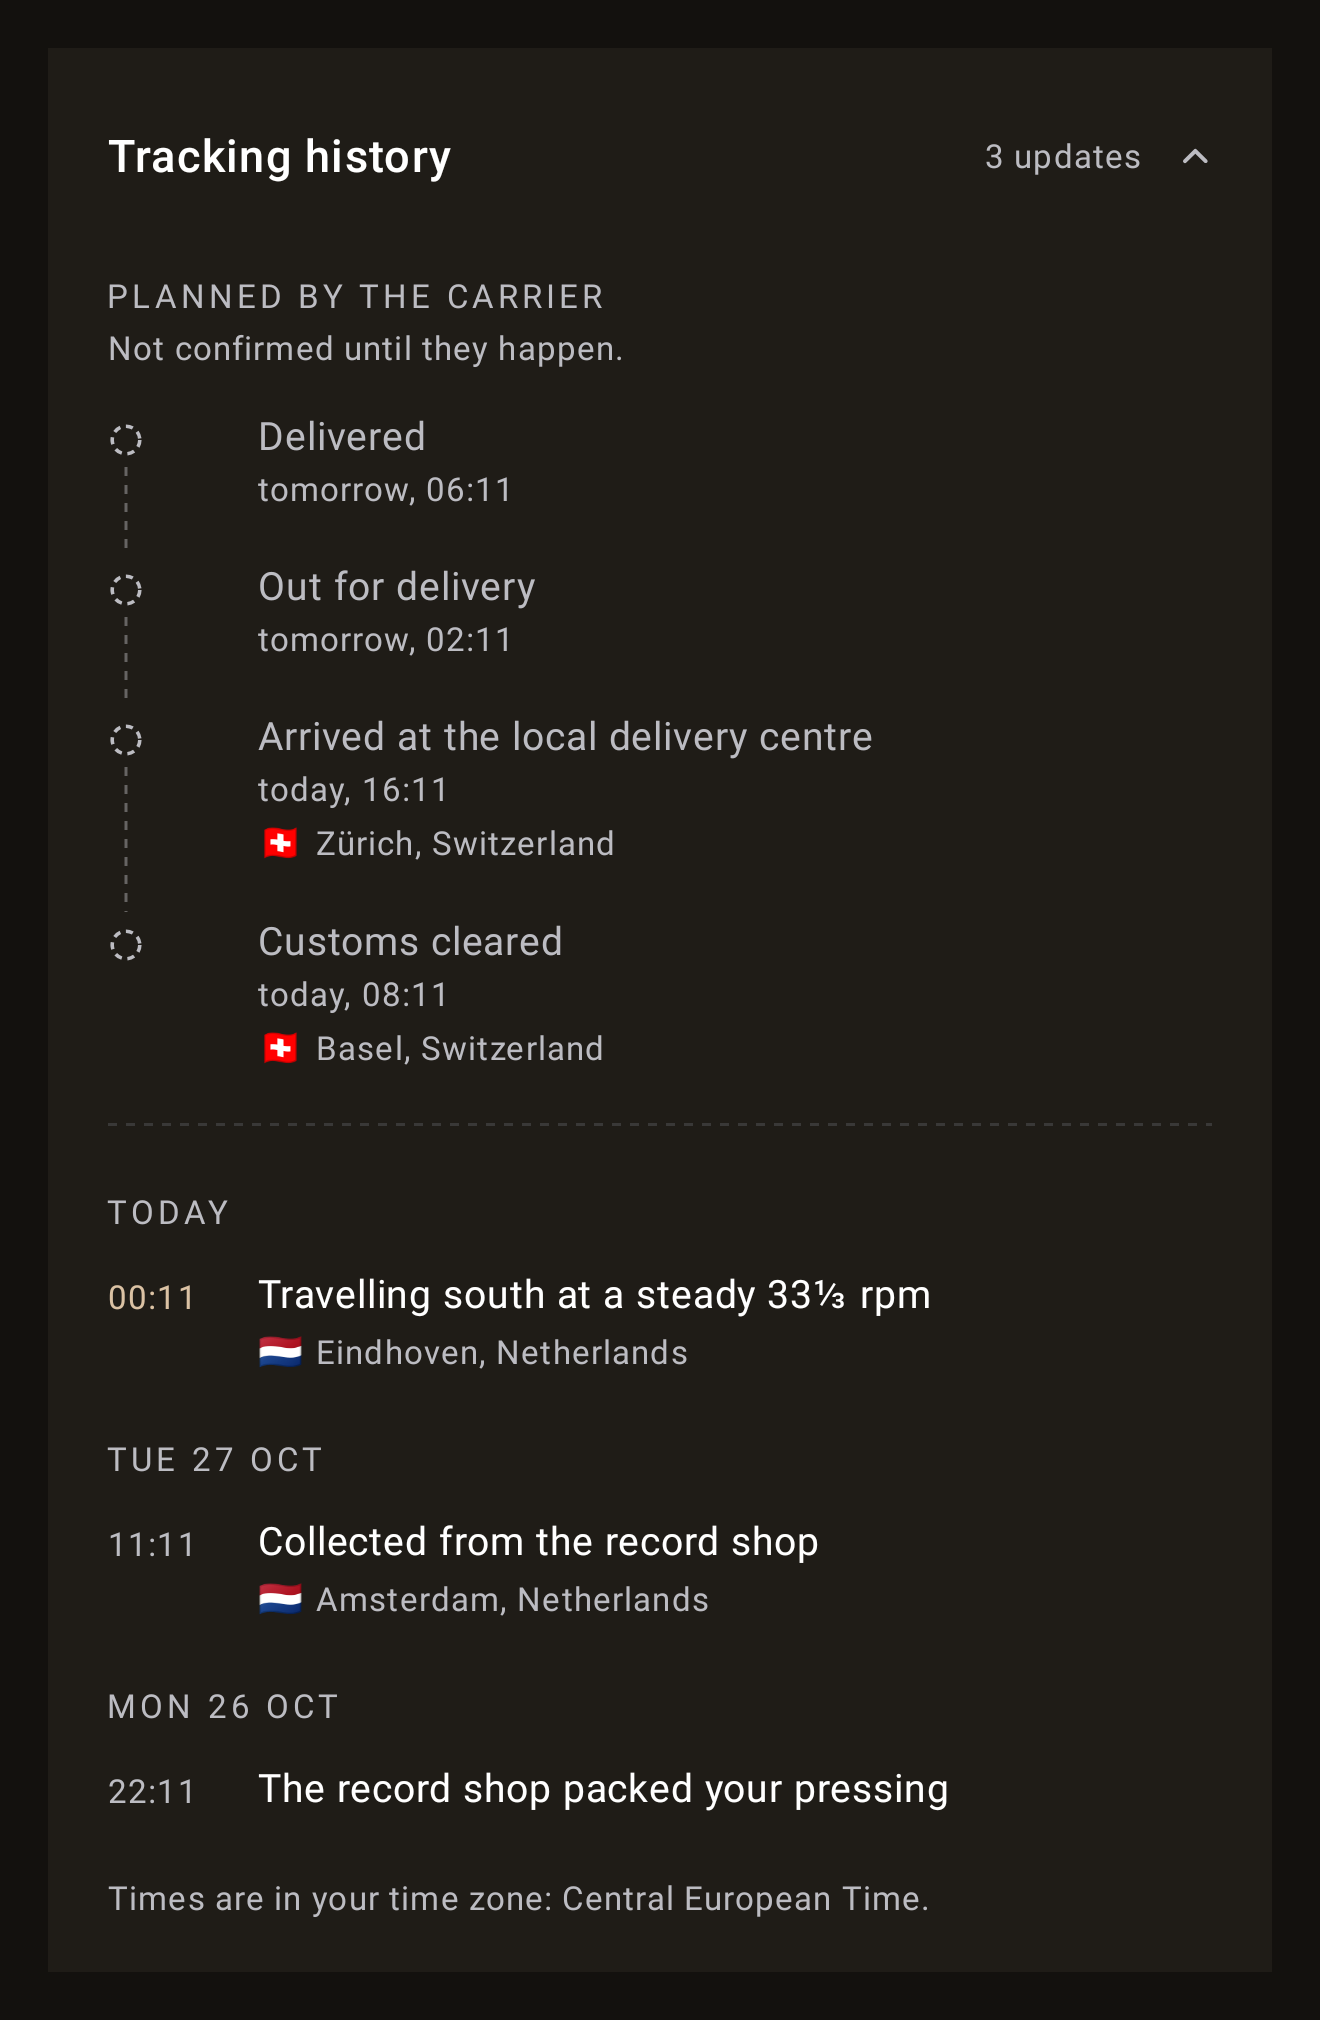 Tracking history
3 updates
PLANNED BY THE CARRIER
Not confirmed until they happen.
Delivered
tomorrow, 06:11
Out for delivery
tomorrow, 02:11
Arrived at the local delivery centre
today, 16:11
🇨🇭 Zürich, Switzerland
Customs cleared
today, 08:11
🇨🇭 Basel, Switzerland
TODAY
00:11 Travelling south at a steady 33⅓ rpm
🇳🇱 Eindhoven, Netherlands
TUE 27 OCT
11:11 Collected from the record shop
🇳🇱 Amsterdam, Netherlands
MON 26 OCT
22:11 The record shop packed your pressing
Times are in your time zone: Central European Time.